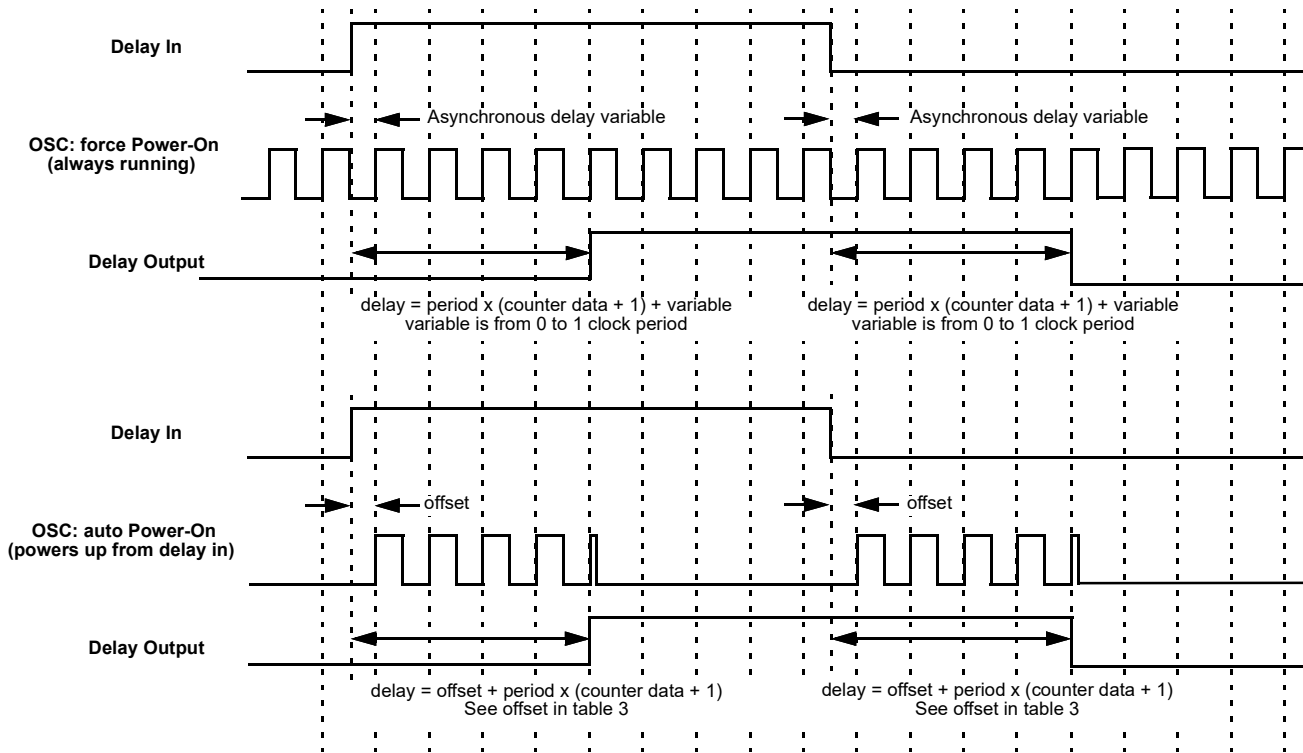 Delay In
Asynchronous delay variable
Asynchronous delay variable
OSC: force Power-On
(always running)
Delay Output
delay = period x (counter data + 1) + variable
variable is from 0 to 1 clock period
delay = period x (counter data + 1) + variable
variable is from 0 to 1 clock period
Delay In
offset
offset
OSC: auto Power-On
(powers up from delay in)
Delay Output
delay = offset + period x (counter data + 1)
See offset in table 3
delay = offset + period x (counter data + 1)
See offset in table 3